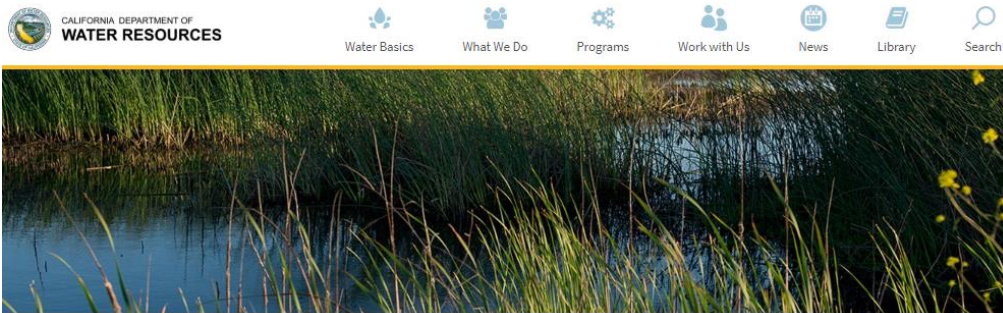 CALIFORNIA DEPARTMENT OF
WATER RESOURCES
Water Basics
What We Do
Programs
Work with Us
News
Library
Search